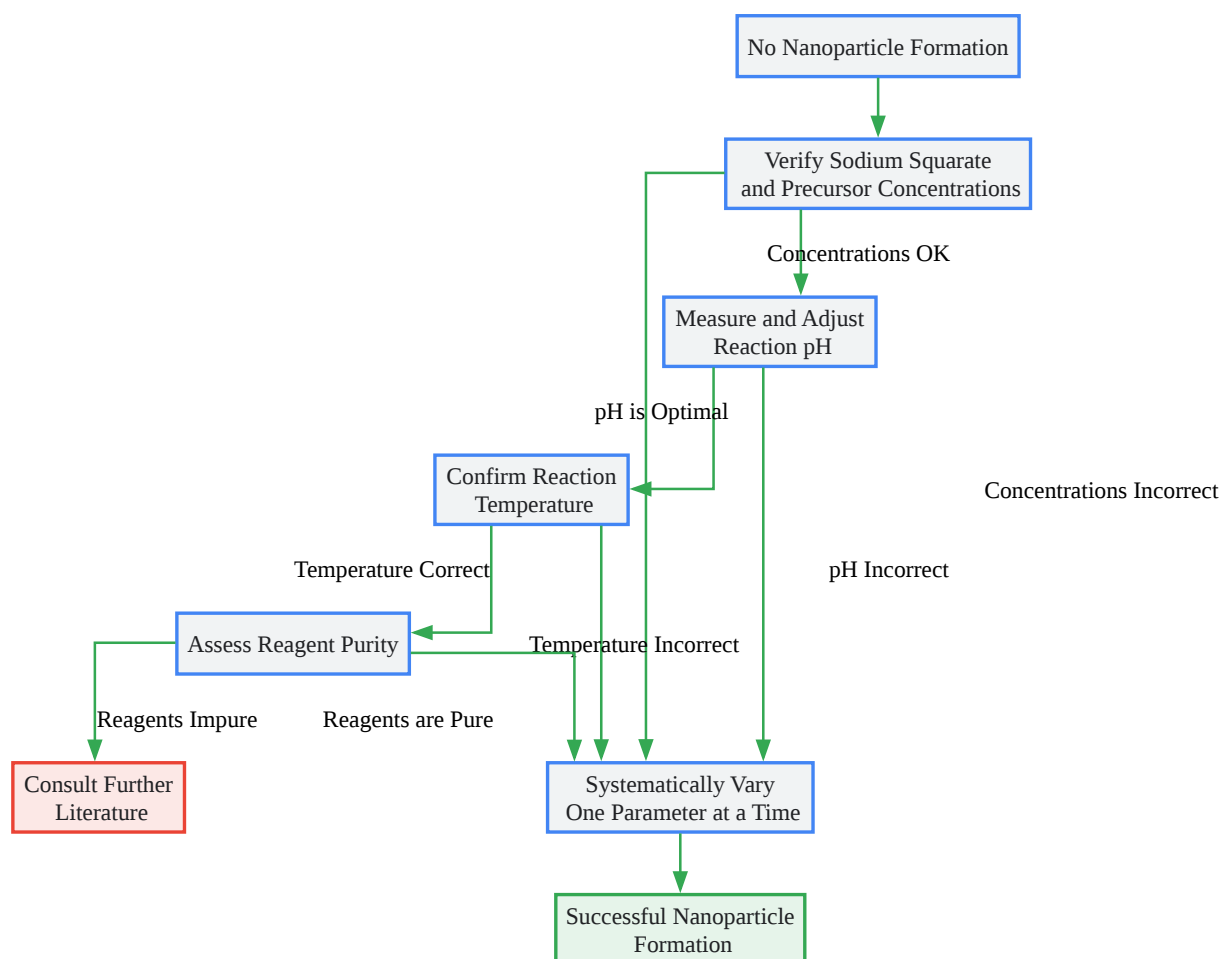 No Nanoparticle Formation
Verify Sodium Squarate
and Precursor Concentrations
Concentrations OK
Measure and Adjust
Reaction pH
pH is Optimal
Confirm Reaction
Temperature
Concentrations Incorrect
Temperature Correct
pH Incorrect
Assess Reagent Purity
Temperature Incorrect
Reagents Impure
Reagents are Pure
Consult Further
Literature
Systematically Vary
One Parameter at a Time
Successful Nanoparticle
Formation